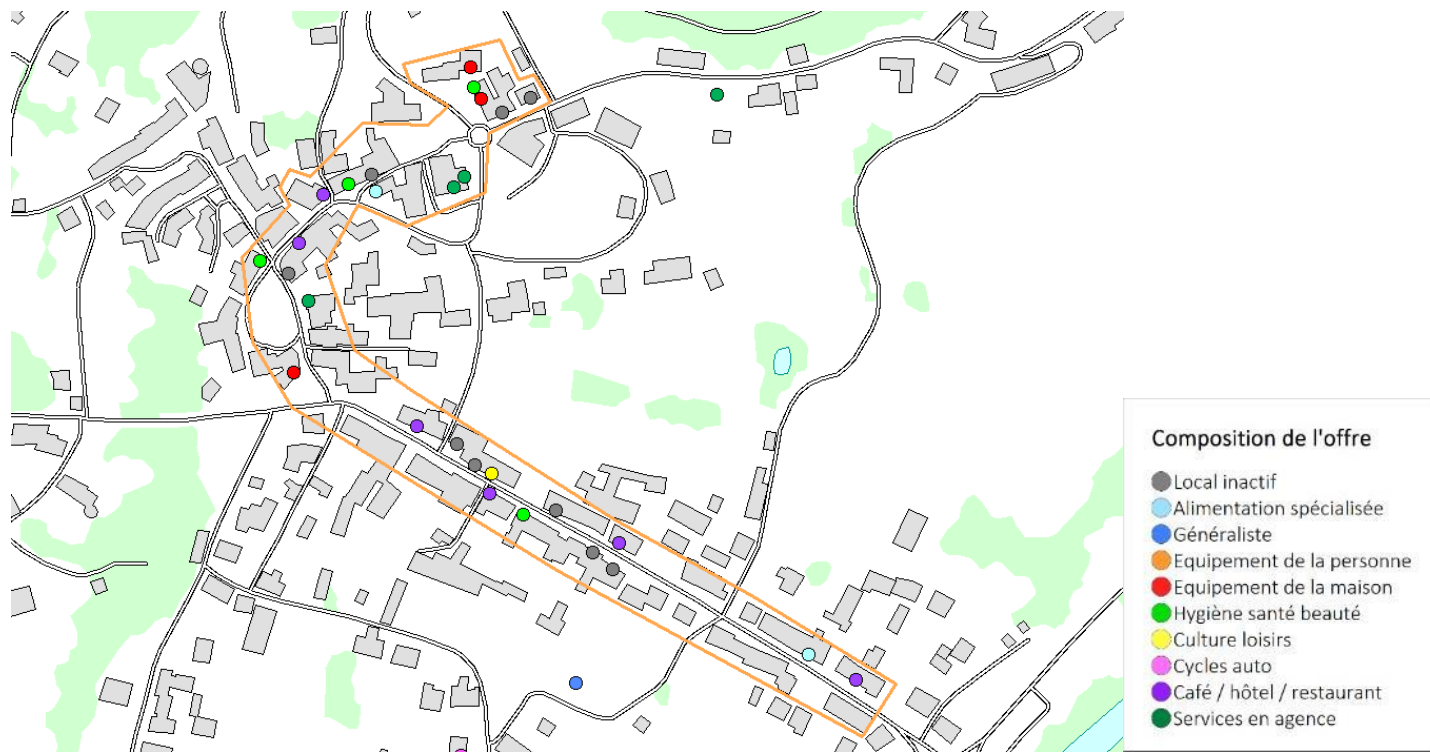 Composition de l'offre
Local inactif
Alimentation spécialisée
Généraliste
Equipement de la personne
Equipement de la maison
Hygiène santé beauté
Culture loisirs
Cycles auto
Café / hôtel / restaurant
Services en agence